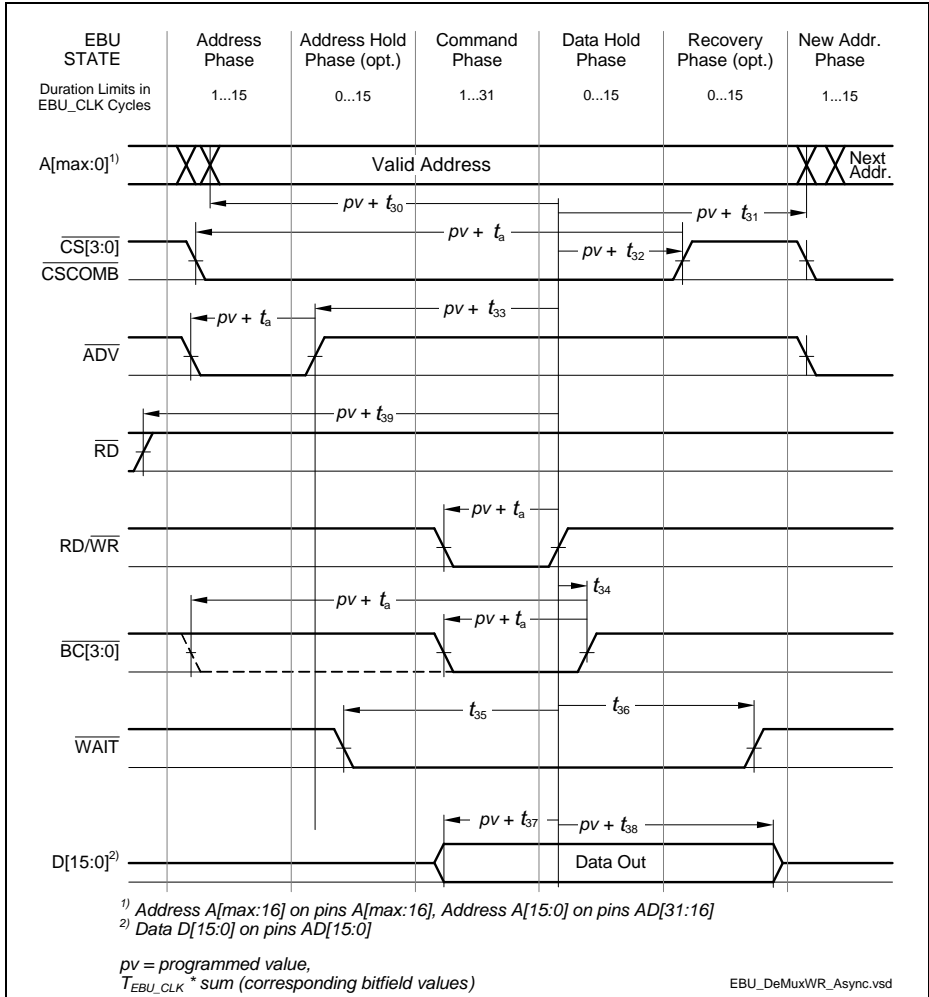 EBU STATE
Address Phase
Address Hold Phase (opt.)
Command Phase
Data Hold Phase
Recovery Phase (opt.)
New Addr. Phase
Duration Limits in EBU_CLK Cycles
1...15
0...15
1...31
0...15
0...15
1...15
A[max:0]1)
Valid Address
Next Addr.
pv + t30
pv + t31
pv + ta
CS[3:0]
CSCOMB
pv + t32
pv + ta
pv + t33
ADV
pv + t39
RD
pv + ta
RD/WR
t34
pv + ta
pv + ta
BC[3:0]
t35
t36
WAIT
pv + t37
pv + t38
D[15:0]2)
Data Out
1) Address A[max:16] on pins A[max:16], Address A[15:0] on pins AD[31:16]
2) Data D[15:0] on pins AD[15:0]
pv = programmed value,
TEBU_CLK * sum (corresponding bitfield values)
EBU_DeMuxWR_Async.vsd